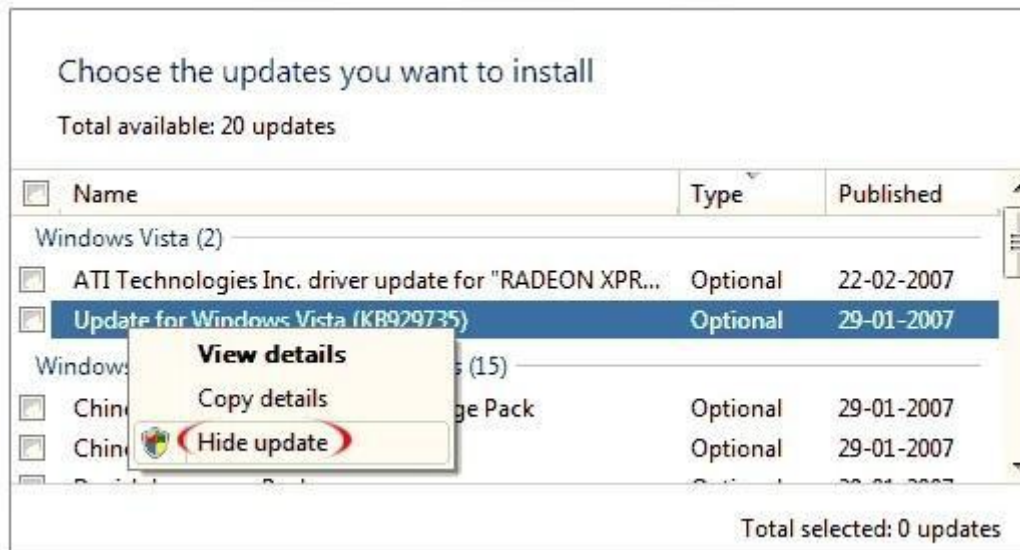 Choose the updates you want to install
Total available: 20 updates
Name Type Published
Windows Vista (2)
ATI Technologies Inc. driver update for "RADEON XPR... Optional 22-02-2007
Update for Windows Vista (KB929735) Optional 29-01-2007
View details
(15)
Copy details
ge Pack Optional 29-01-2007
Hide update
Optional 29-01-2007
Total selected: 0 updates